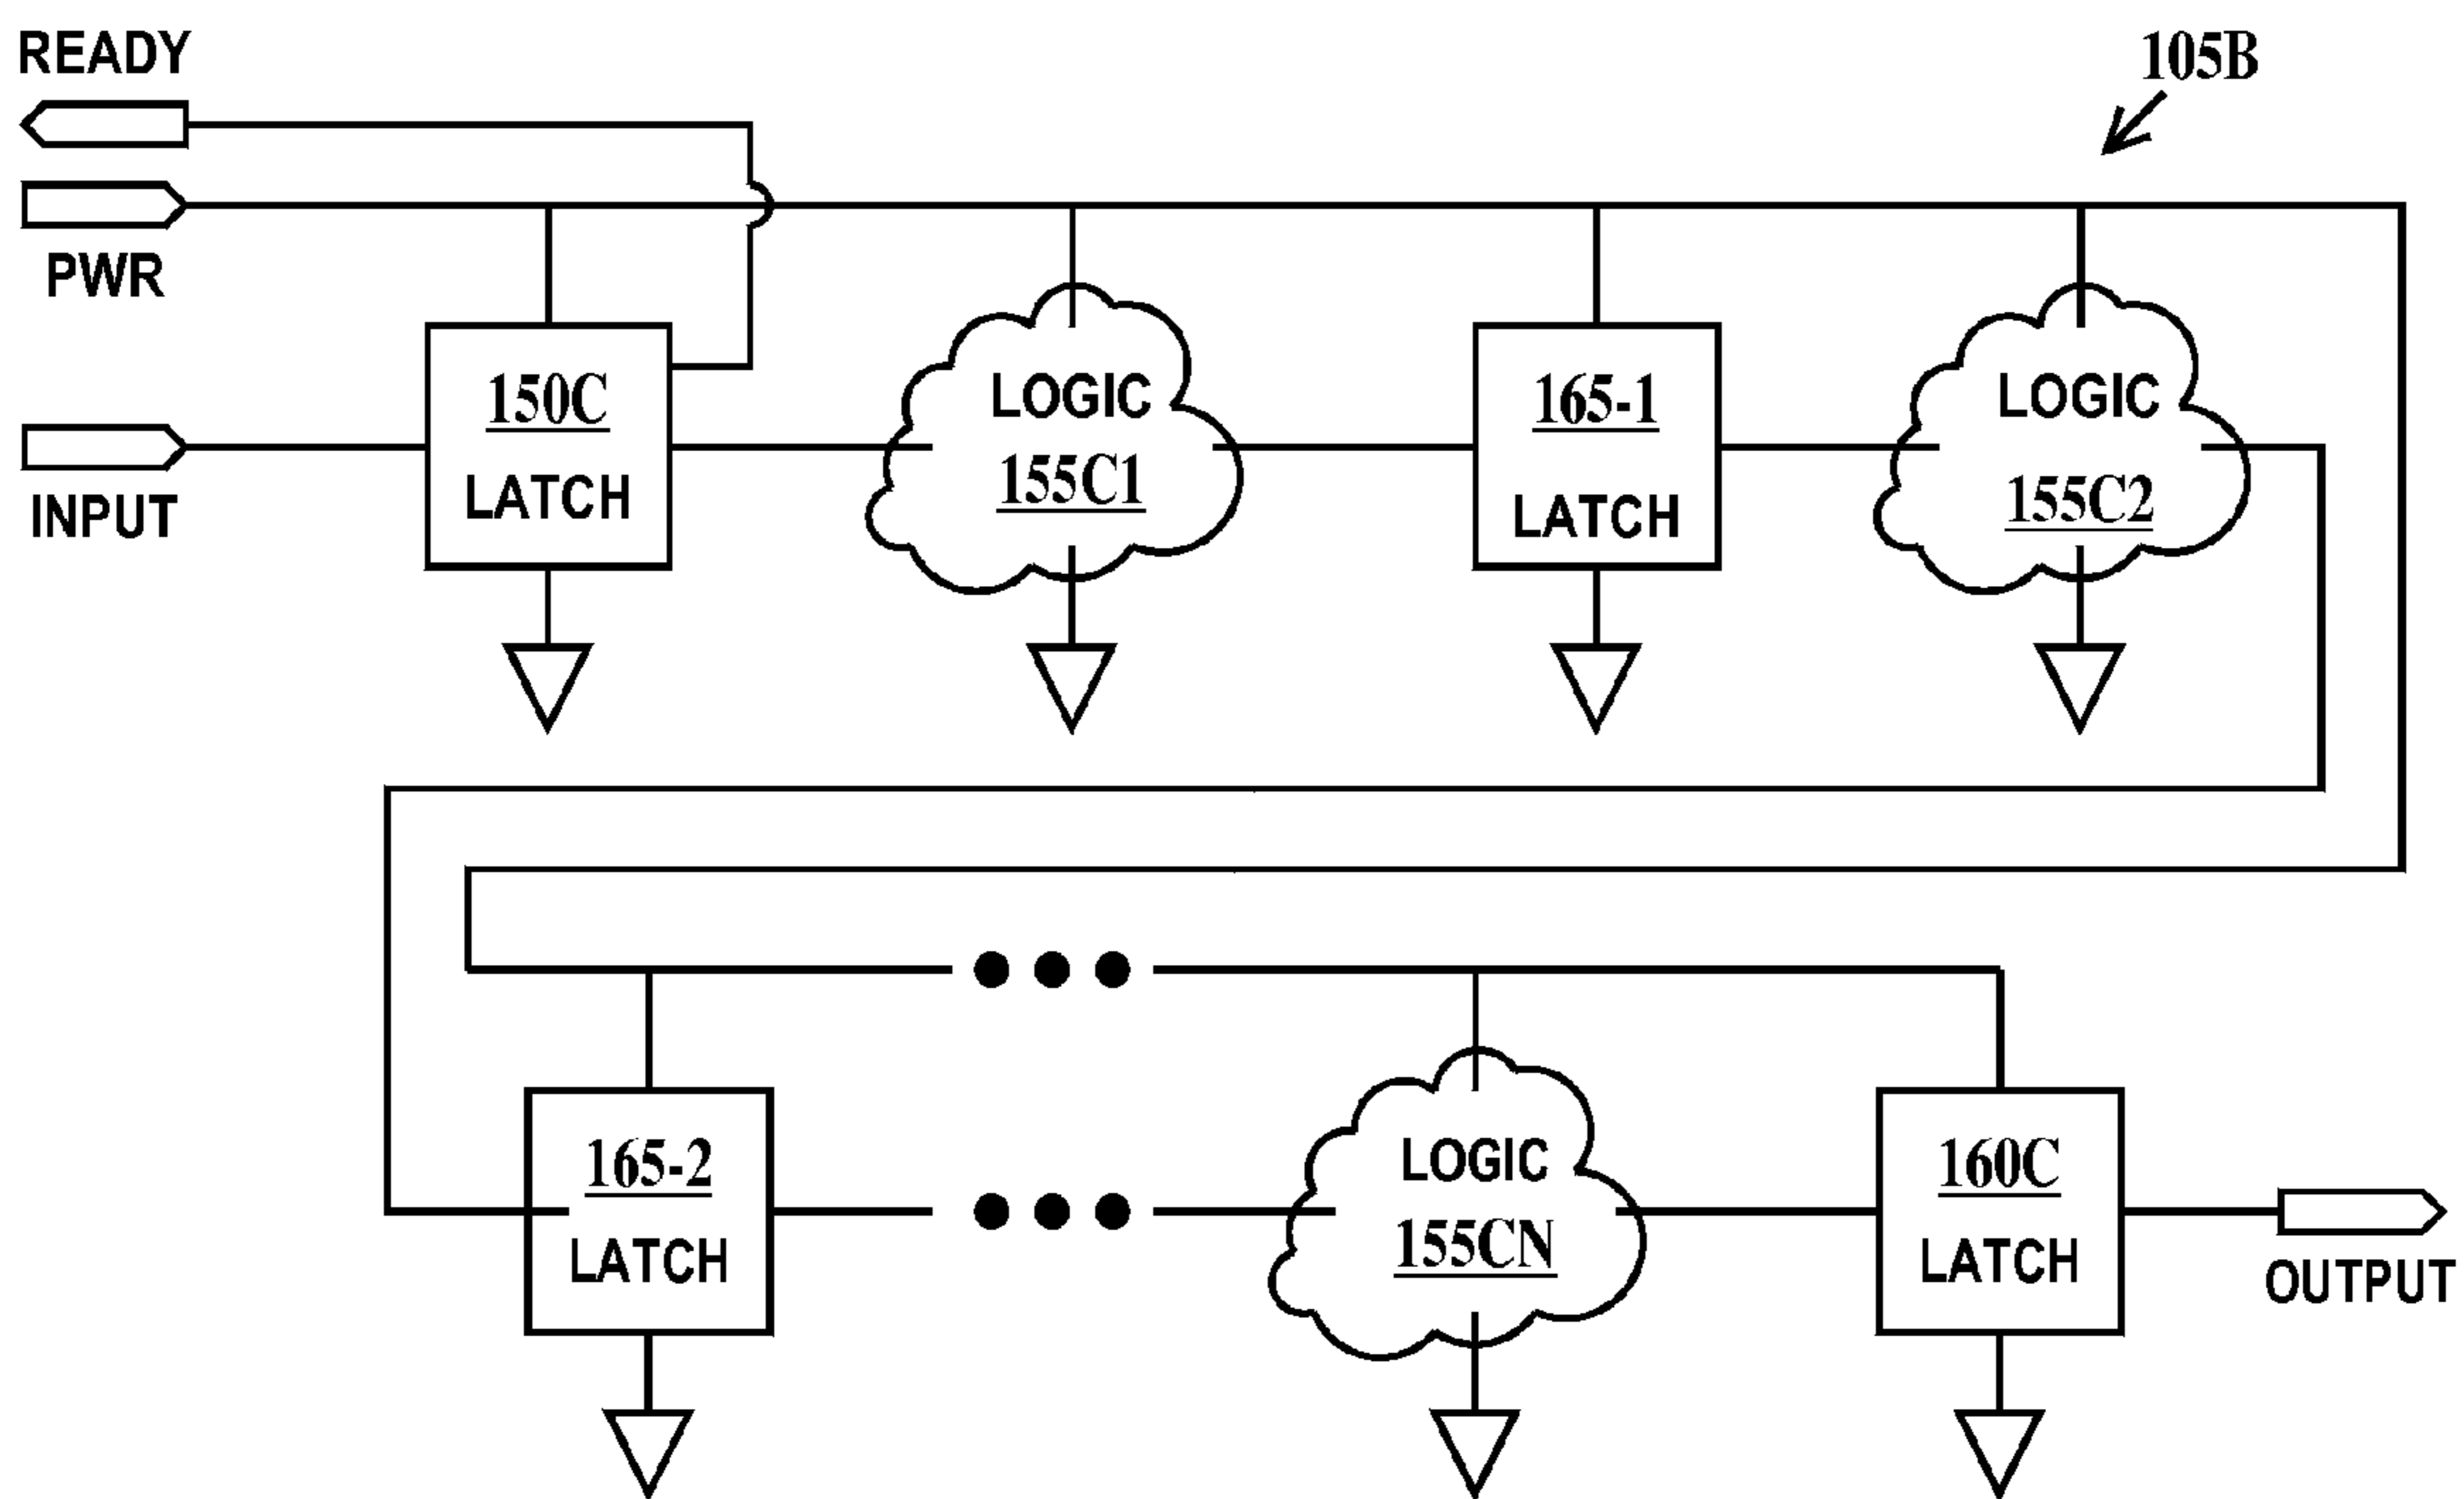 READY
105B
PWR
INPUT
150C
LATCH
LOGIC
155C1
165-1
LATCH
LOGIC
155C2
165-2
LATCH
LOGIC
155CN
160C
LATCH
OUTPUT